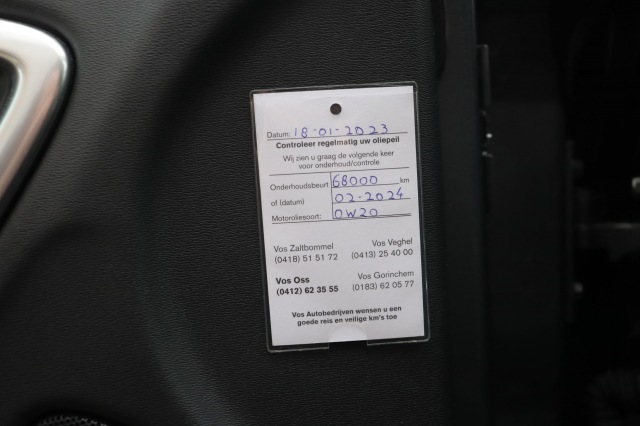 Datum: 18-01-2023
Controleer regelmatig uw oliepeil
Wij zien u graag de volgende keer
voor onderhoud/controle
Onderhoudsbeurt 68000 km
of (datum) 02-2024
Motoroliesoort: 0W20
Vos Zaltbommel
(0418) 51 51 72
Vos Veghel
(0413) 25 40 00
Vos Oss
(0412) 62 35 55
Vos Gorinchem
(0183) 62 05 77
Vos Autobedrijven wensen u een
goede reis en veilige km's toe